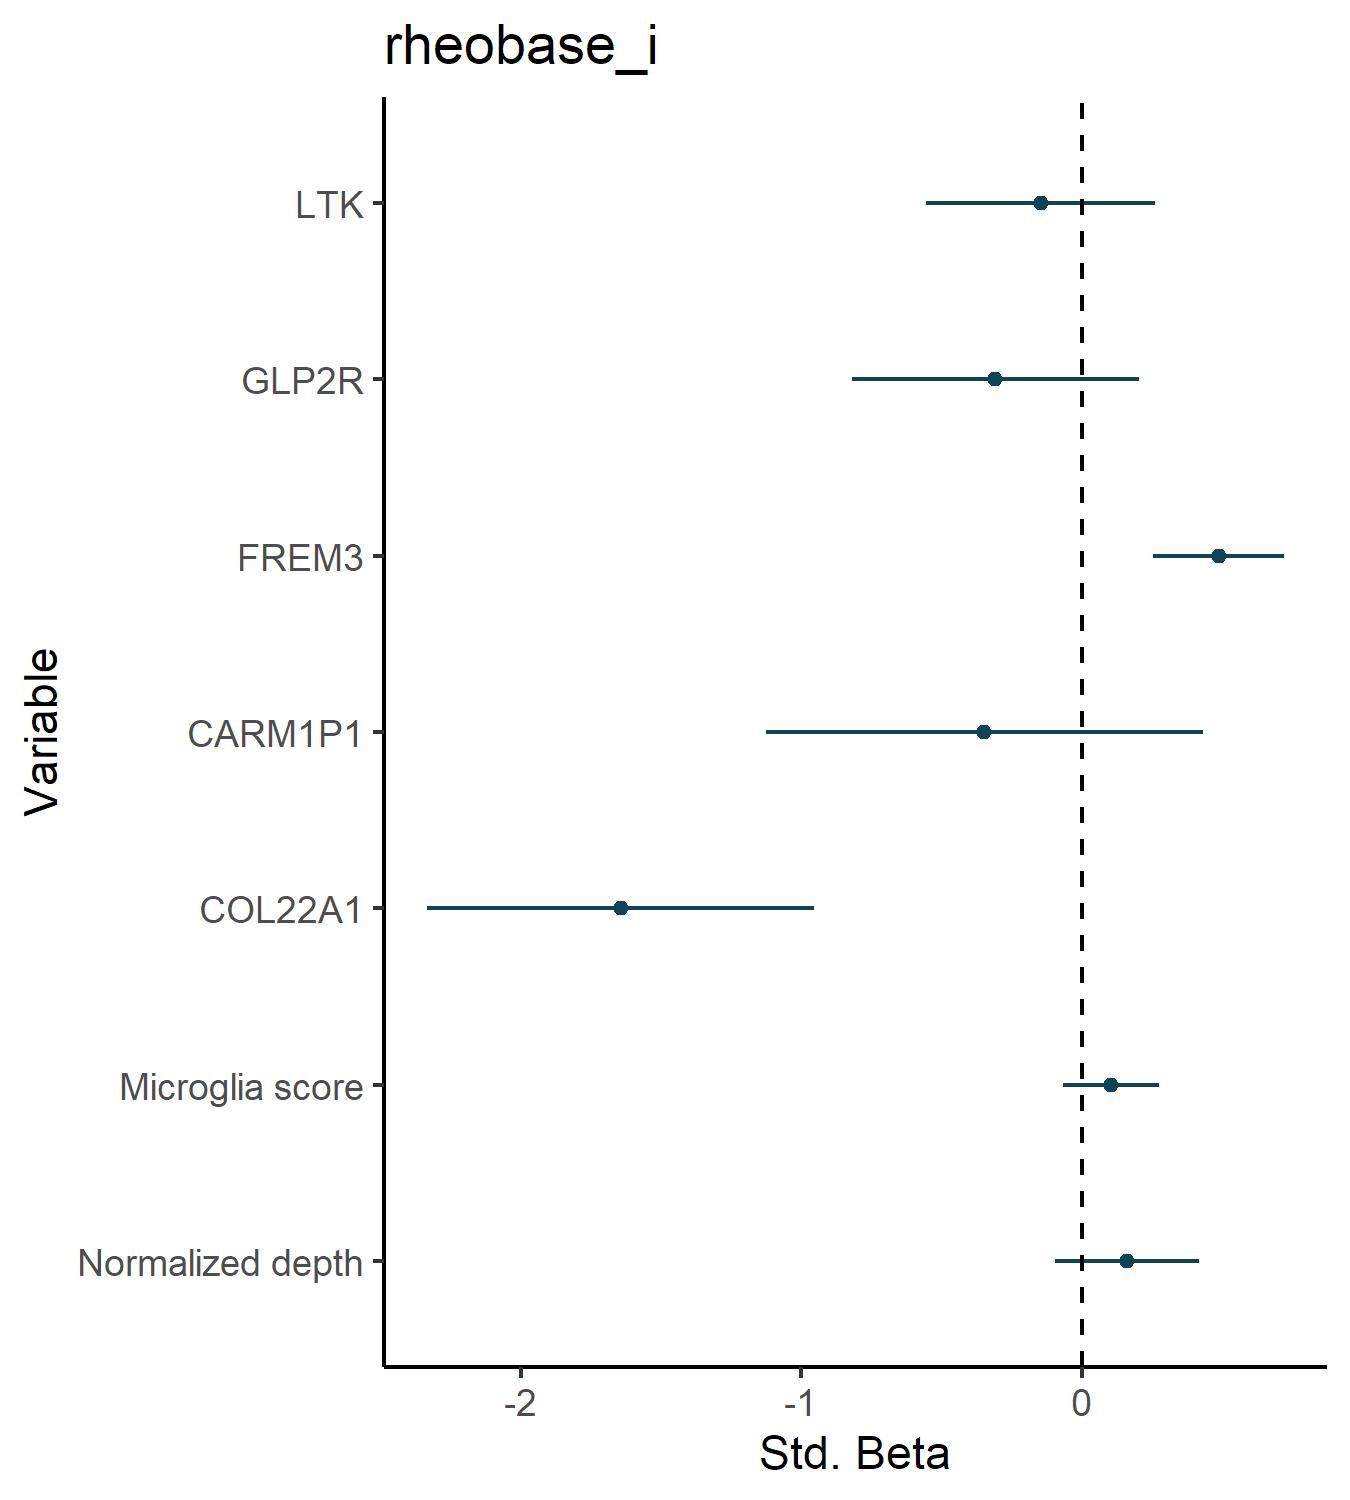 rheobase_i
LTK
GLP2R
FREM3
CARM1P1
COL22A1
Microglia score
Normalized depth
Variable
-2
-1
0
Std. Beta